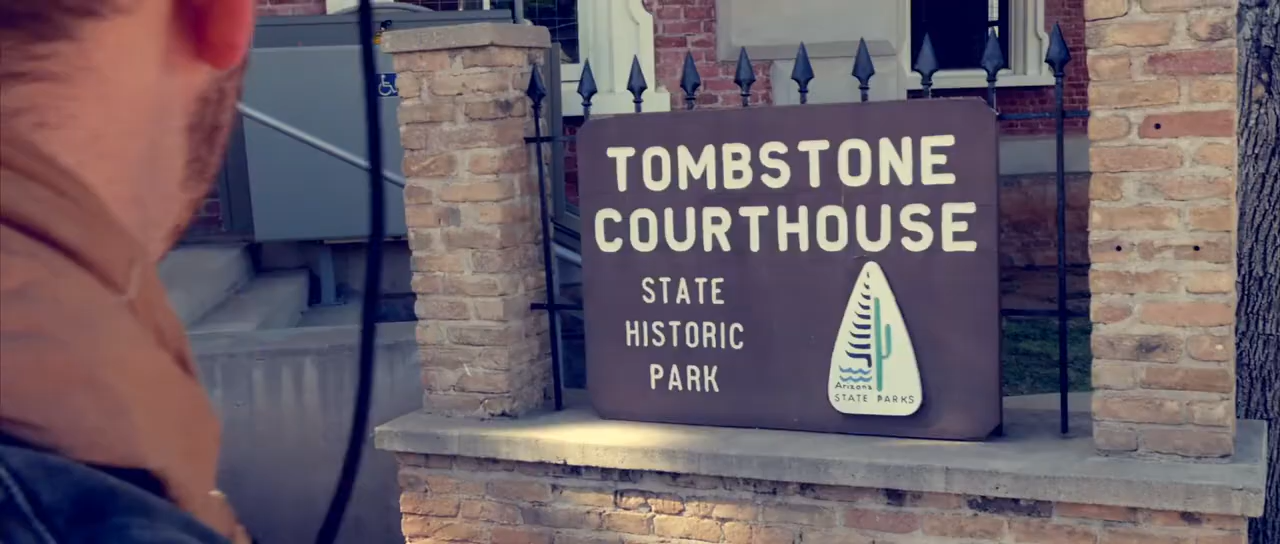 TOMBSTONE
COURTHOUSE
STATE
HISTORIC
PARK
Arizona
STATE PARKS